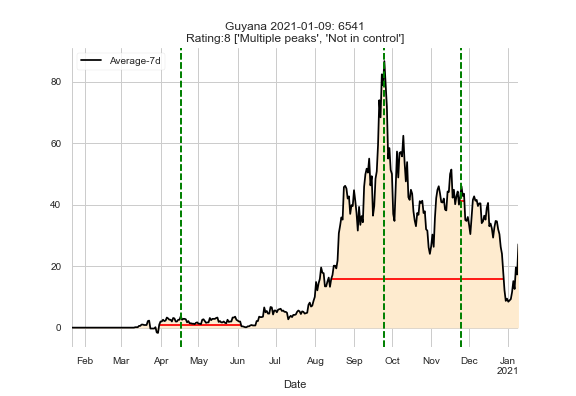 Guyana 2021-01-09: 6541
Rating:8 ['Multiple peaks', 'Not in control']
Average-7d
80
60
40
20
0
Feb Mar Apr May Jun Jul Aug Sep Oct Nov Dec Jan
2021
Date